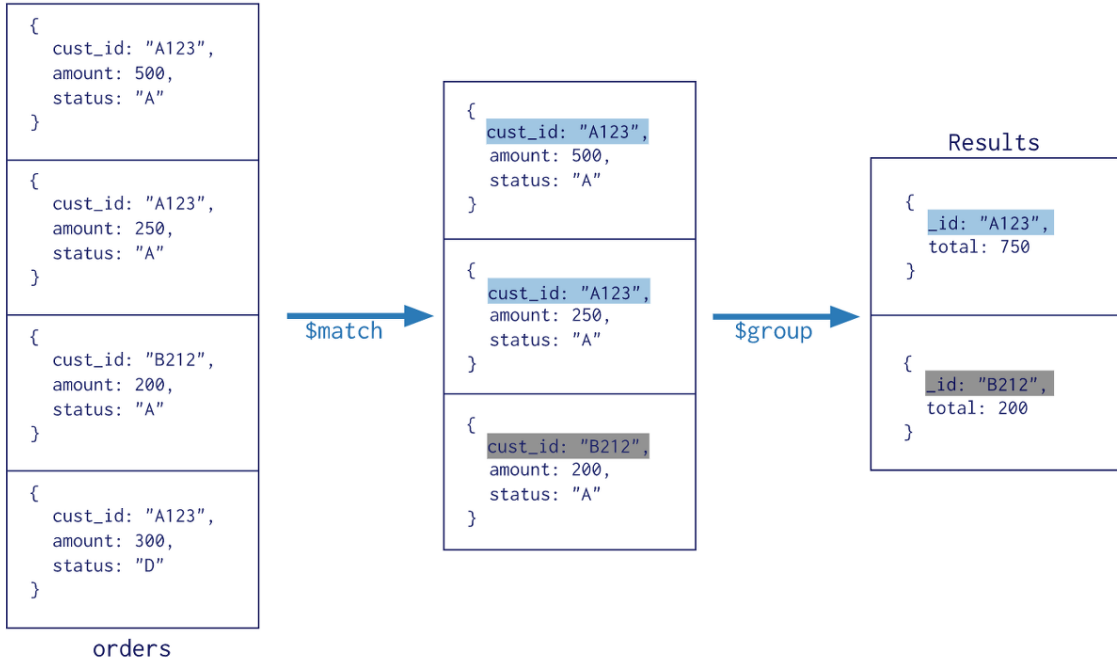 {
cust_id: "A123",
amount: 500,
status: "A"
}
{
cust_id: "A123",
amount: 250,
status: "A"
}
{
cust_id: "B212",
amount: 200,
status: "A"
}
{
cust_id: "A123",
amount: 300,
status: "D"
}
orders
$match
{
cust_id: "A123",
amount: 500,
status: "A"
}
{
cust_id: "A123",
amount: 250,
status: "A"
}
{
cust_id: "B212",
amount: 200,
status: "A"
}
$group
Results
{
_id: "A123",
total: 750
}
{
_id: "B212",
total: 200
}